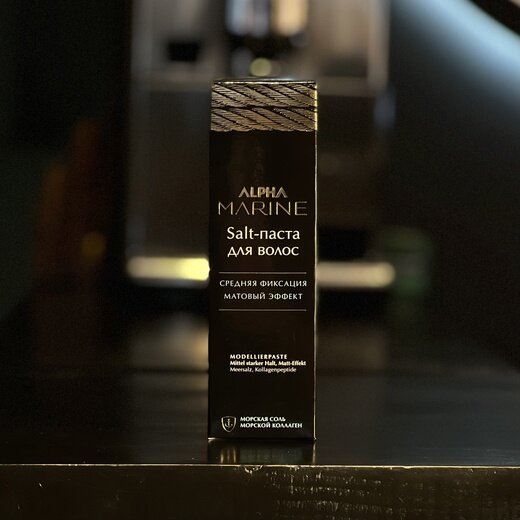 ALPHA
MARINE
Salt-паста
для волос
СРЕДНЯЯ ФИКСАЦИЯ
МАТОВЫЙ ЭФФЕКТ
MODELLIERPASTE
Mittel starker Halt, Matt-Effekt
Meersalz, Kollagenpeptide
МОРСКАЯ СОЛЬ
МОРСКОЙ КОЛЛАГЕН